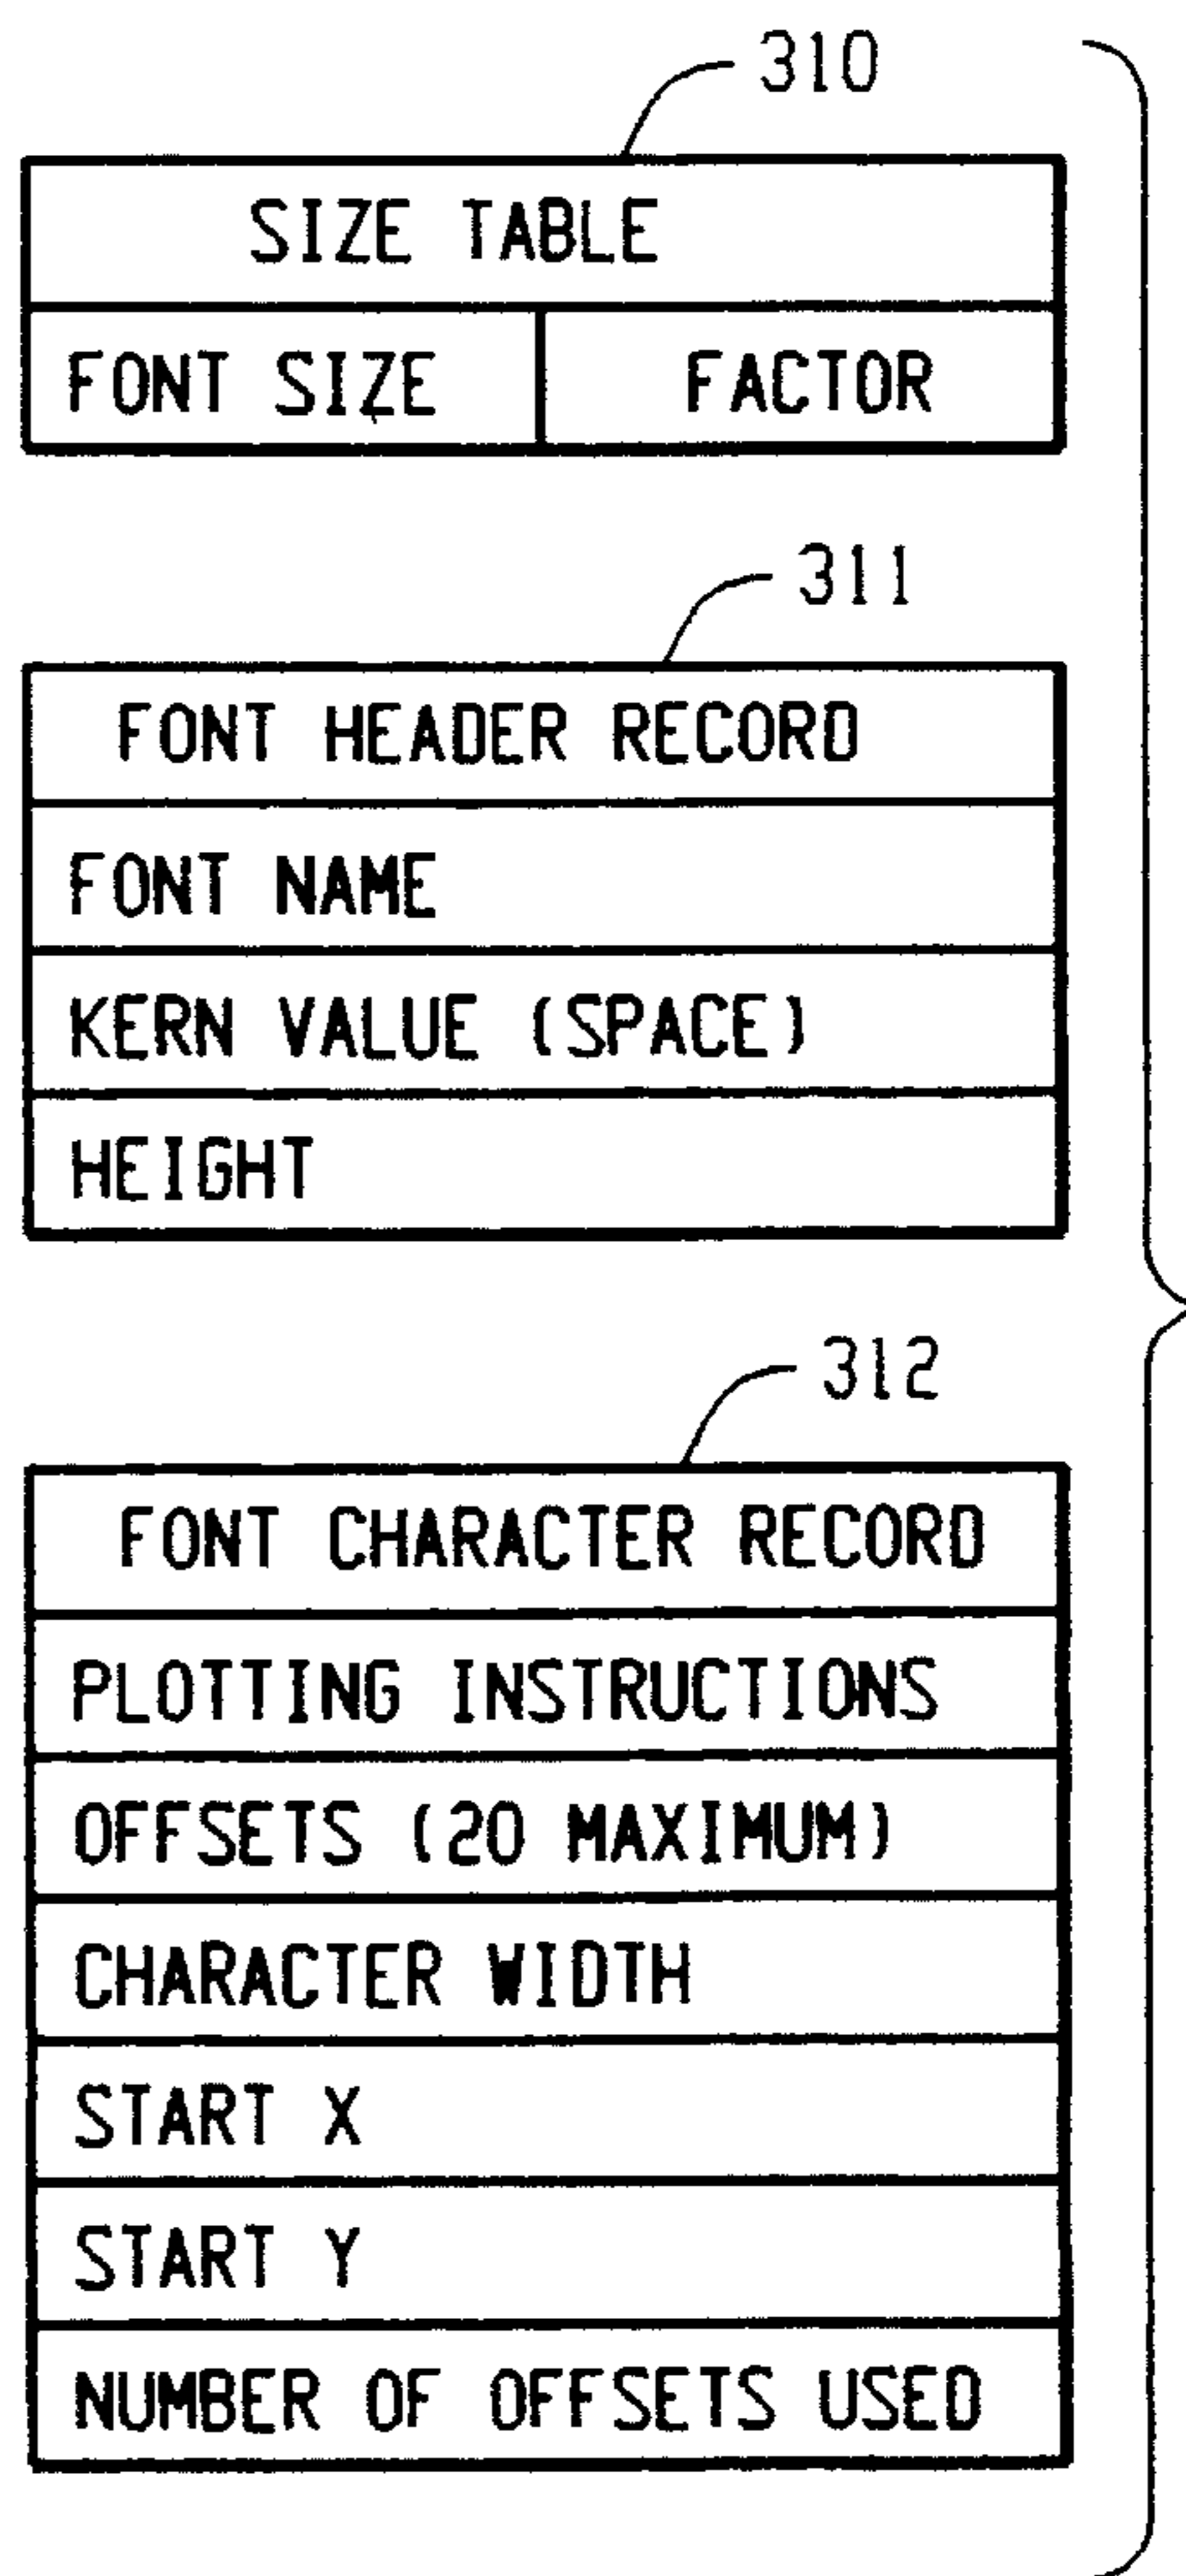 310
SIZE TABLE
FONT SIZE FACTOR
311
FONT HEADER RECORD
FONT NAME
KERN VALUE (SPACE)
HEIGHT
312
FONT CHARACTER RECORD
PLOTTING INSTRUCTIONS
OFFSETS (20 MAXIMUM)
CHARACTER WIDTH
START X
START Y
NUMBER OF OFFSETS USED